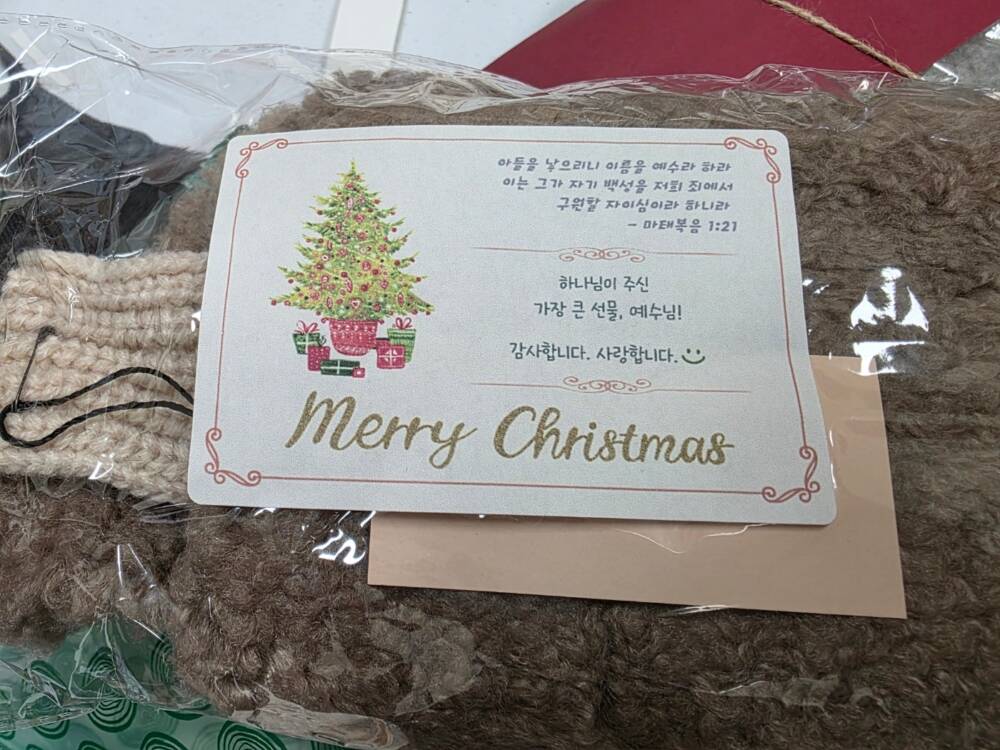 아들을 낳으리니 이름을 예수라 하라
이는 그가 자기 백성을 저희 죄에서
구원할 자이심이라 하니라
- 마태복음 1:21
하나님이 주신
가장 큰 선물, 예수님!
감사합니다. 사랑합니다.
Merry Christmas